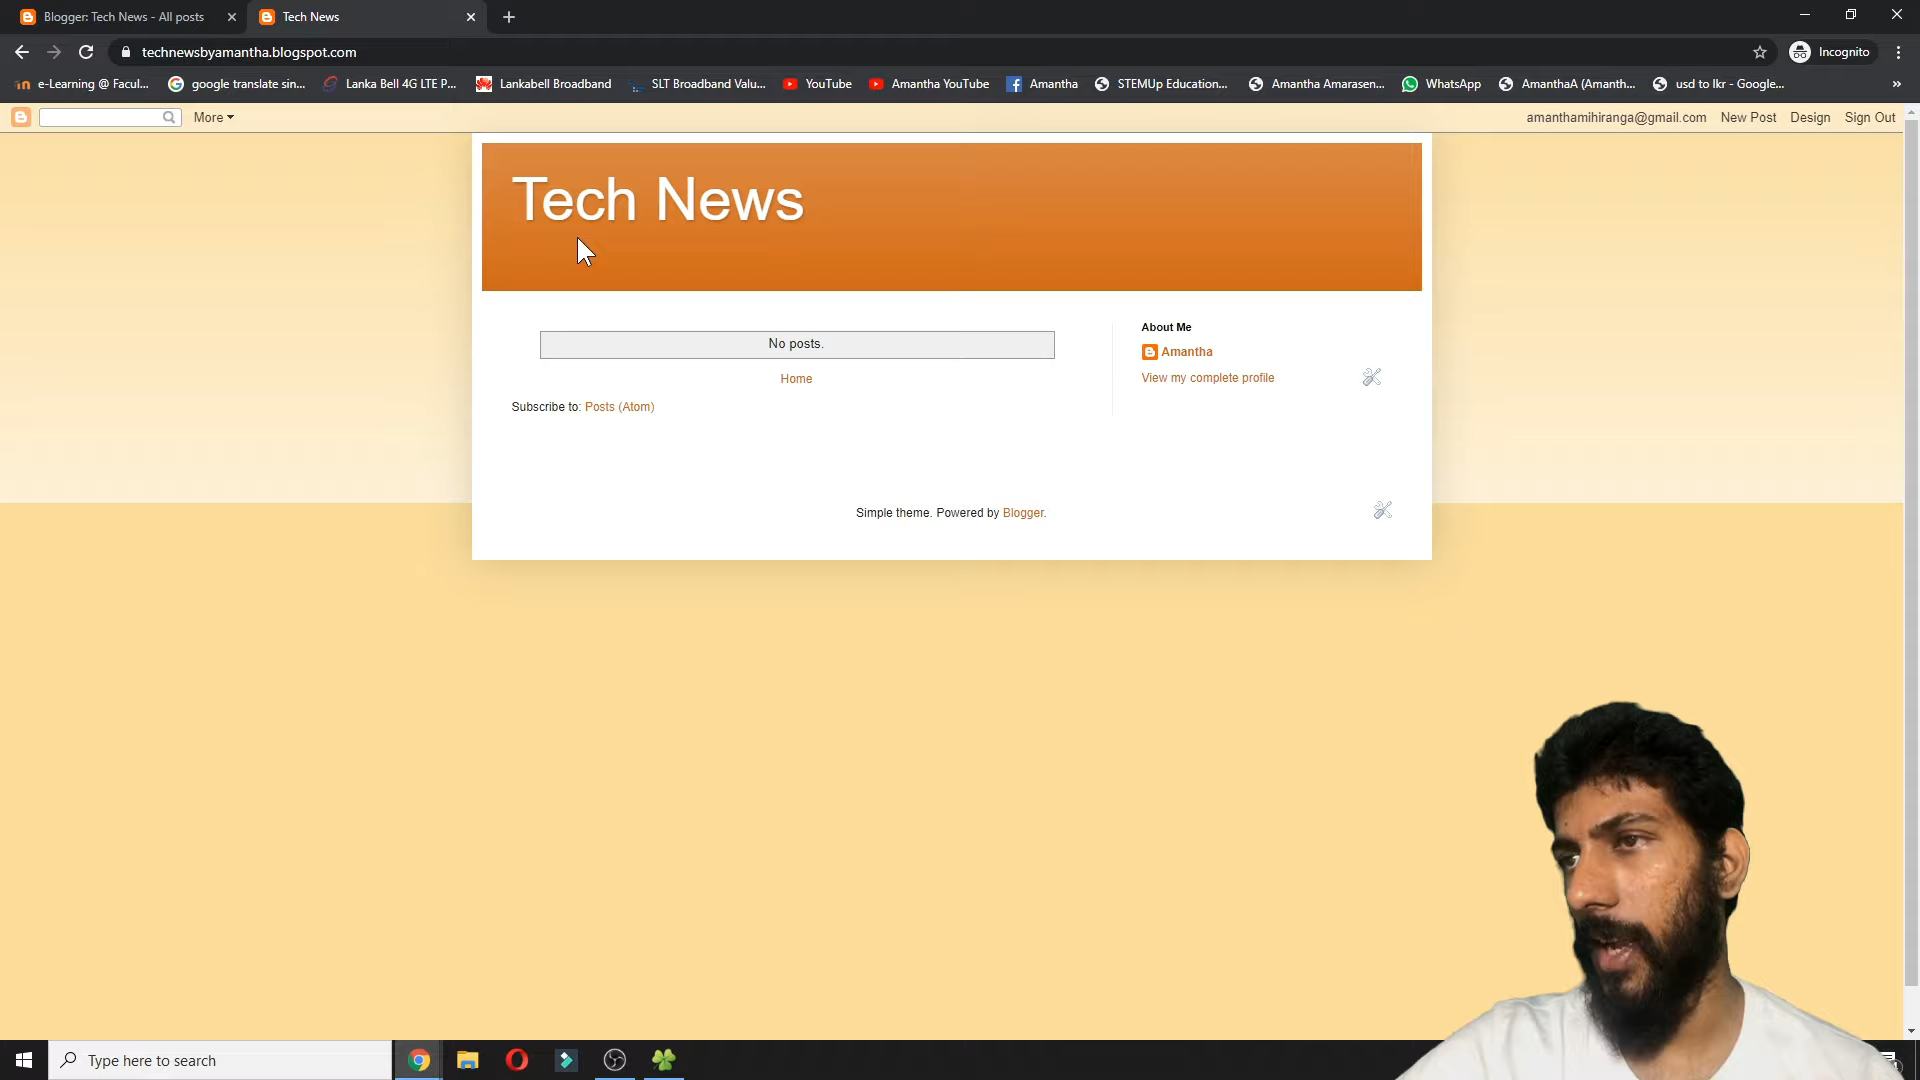 Blogger: Tech News - All posts
Tech News
technewsbyamantha.blogspot.com
Incognito
e-Learning @ Facul...
google translate sin...
Lanka Bell 4G LTE P...
Lankabell Broadband
SLT Broadband Valu...
YouTube
Amantha YouTube
Amantha
STEMUp Education...
Amantha Amarasen...
WhatsApp
AmanthaA (Amanth...
usd to lkr - Google...
More
amanthamihiranga@gmail.com
New Post
Design
Sign Out
Tech News
No posts.
Home
Subscribe to: Posts (Atom)
About Me
Amantha
View my complete profile
Simple theme. Powered by Blogger.
Type here to search